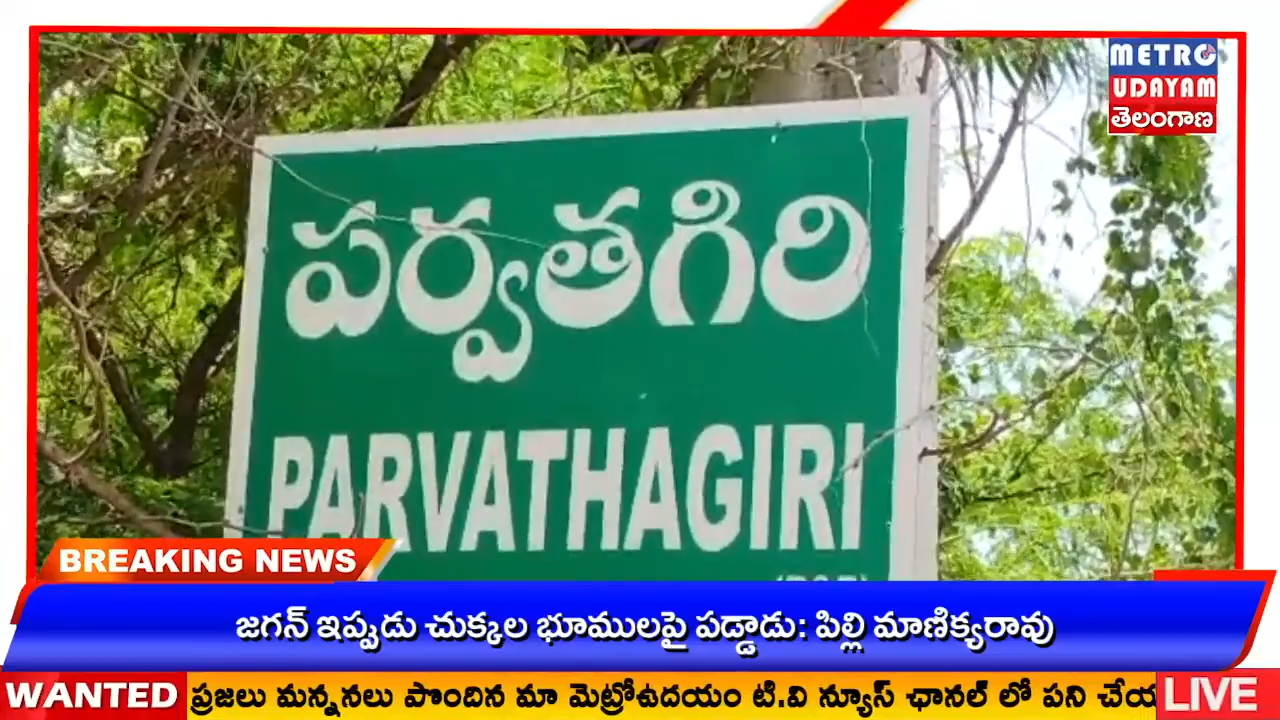 METRO
UDAYAM
తెలంగాణ
పర్వతగిరి
PARVATHAGIRI
BREAKING NEWS
జగన్ ఇప్పుడు చుక్కల భూములపై పడ్డాడు: పిల్లి మాణిక్యరావు
WANTED ప్రజలు మన్ననలు పొందిన మా మెట్రోఉదయం టి.వి న్యూస్ ఛానల్ లో పని చేయ LIVE